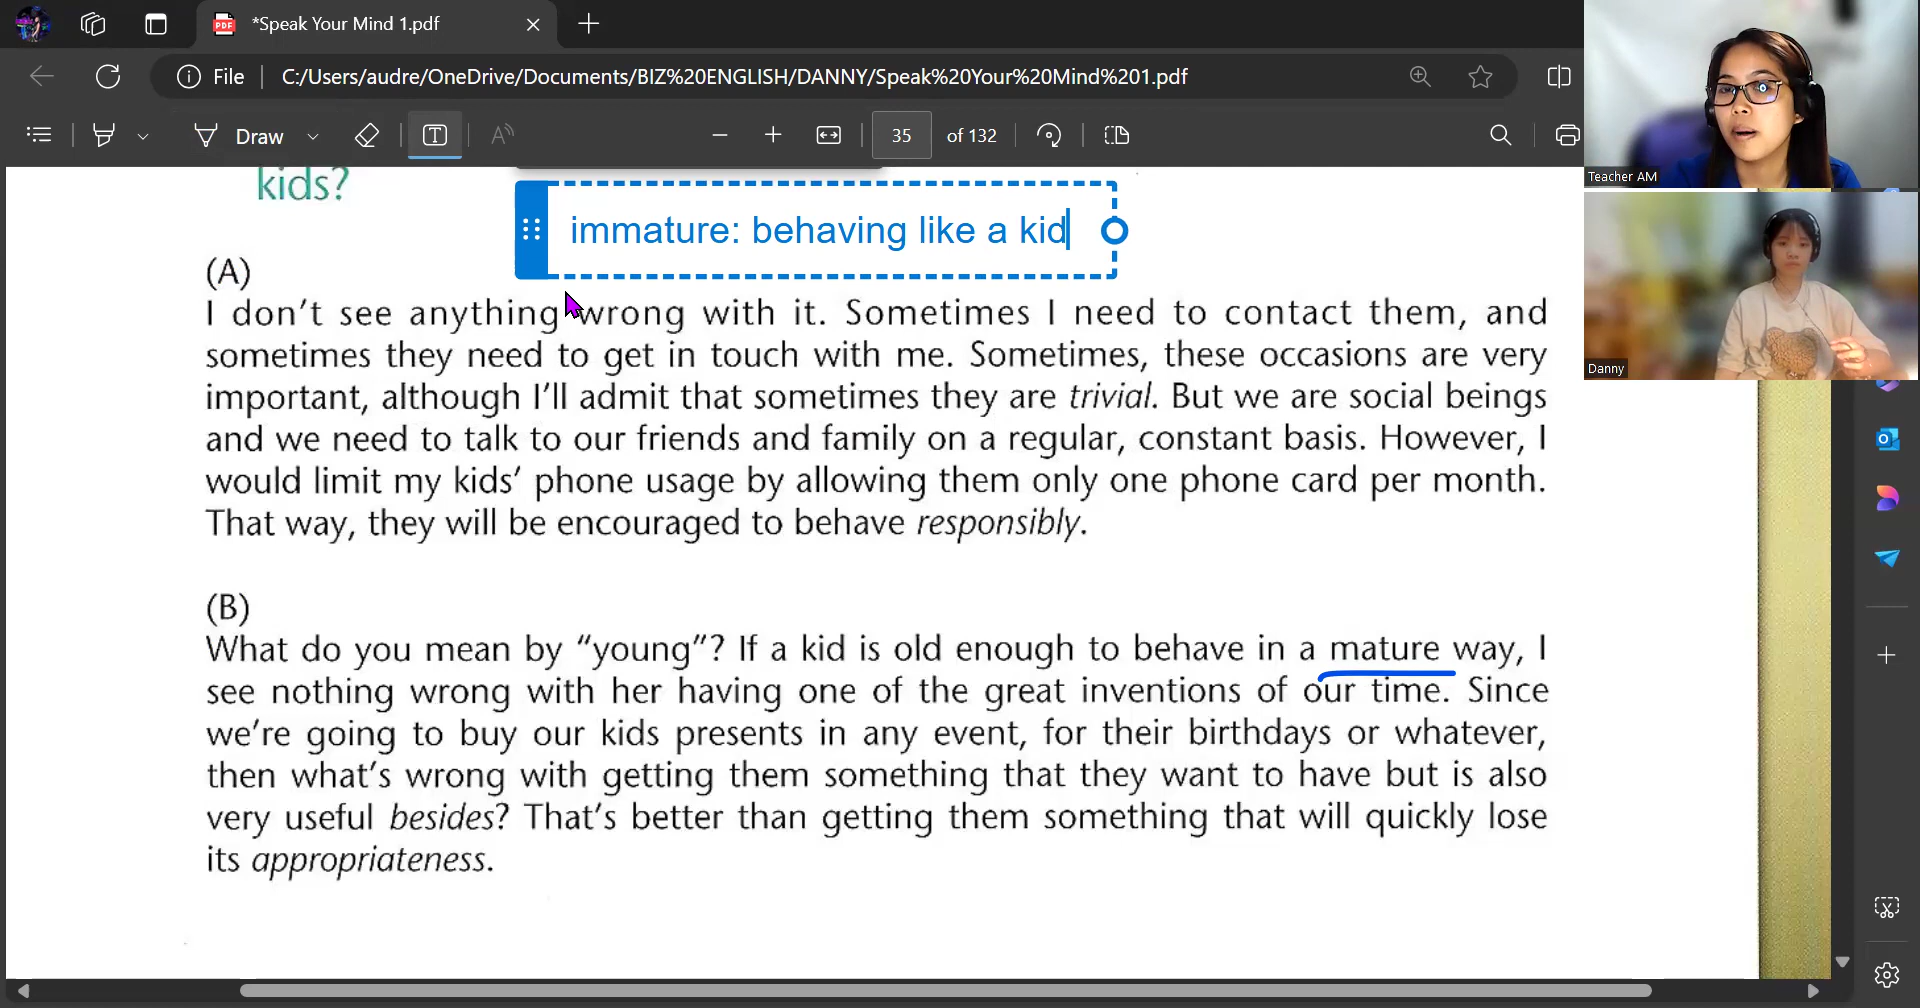 *Speak Your Mind 1.pdf
File
C:/Users/audre/OneDrive/Documents/BIZ%20ENGLISH/DANNY/Speak%20Your%20Mind%201.pdf
Draw
35 of 132
Teacher AM
Danny
kids?
immature: behaving like a kid
(A)
I don't see anything wrong with it. Sometimes I need to contact them, and
sometimes they need to get in touch with me. Sometimes, these occasions are very
important, although I'll admit that sometimes they are trivial. But we are social beings
and we need to talk to our friends and family on a regular, constant basis. However, I
would limit my kids' phone usage by allowing them only one phone card per month.
That way, they will be encouraged to behave responsibly.
(B)
What do you mean by “young”? If a kid is old enough to behave in a mature way, I
see nothing wrong with her having one of the great inventions of our time. Since
we're going to buy our kids presents in any event, for their birthdays or whatever,
then what's wrong with getting them something that they want to have but is also
very useful besides? That's better than getting them something that will quickly lose
its appropriateness.